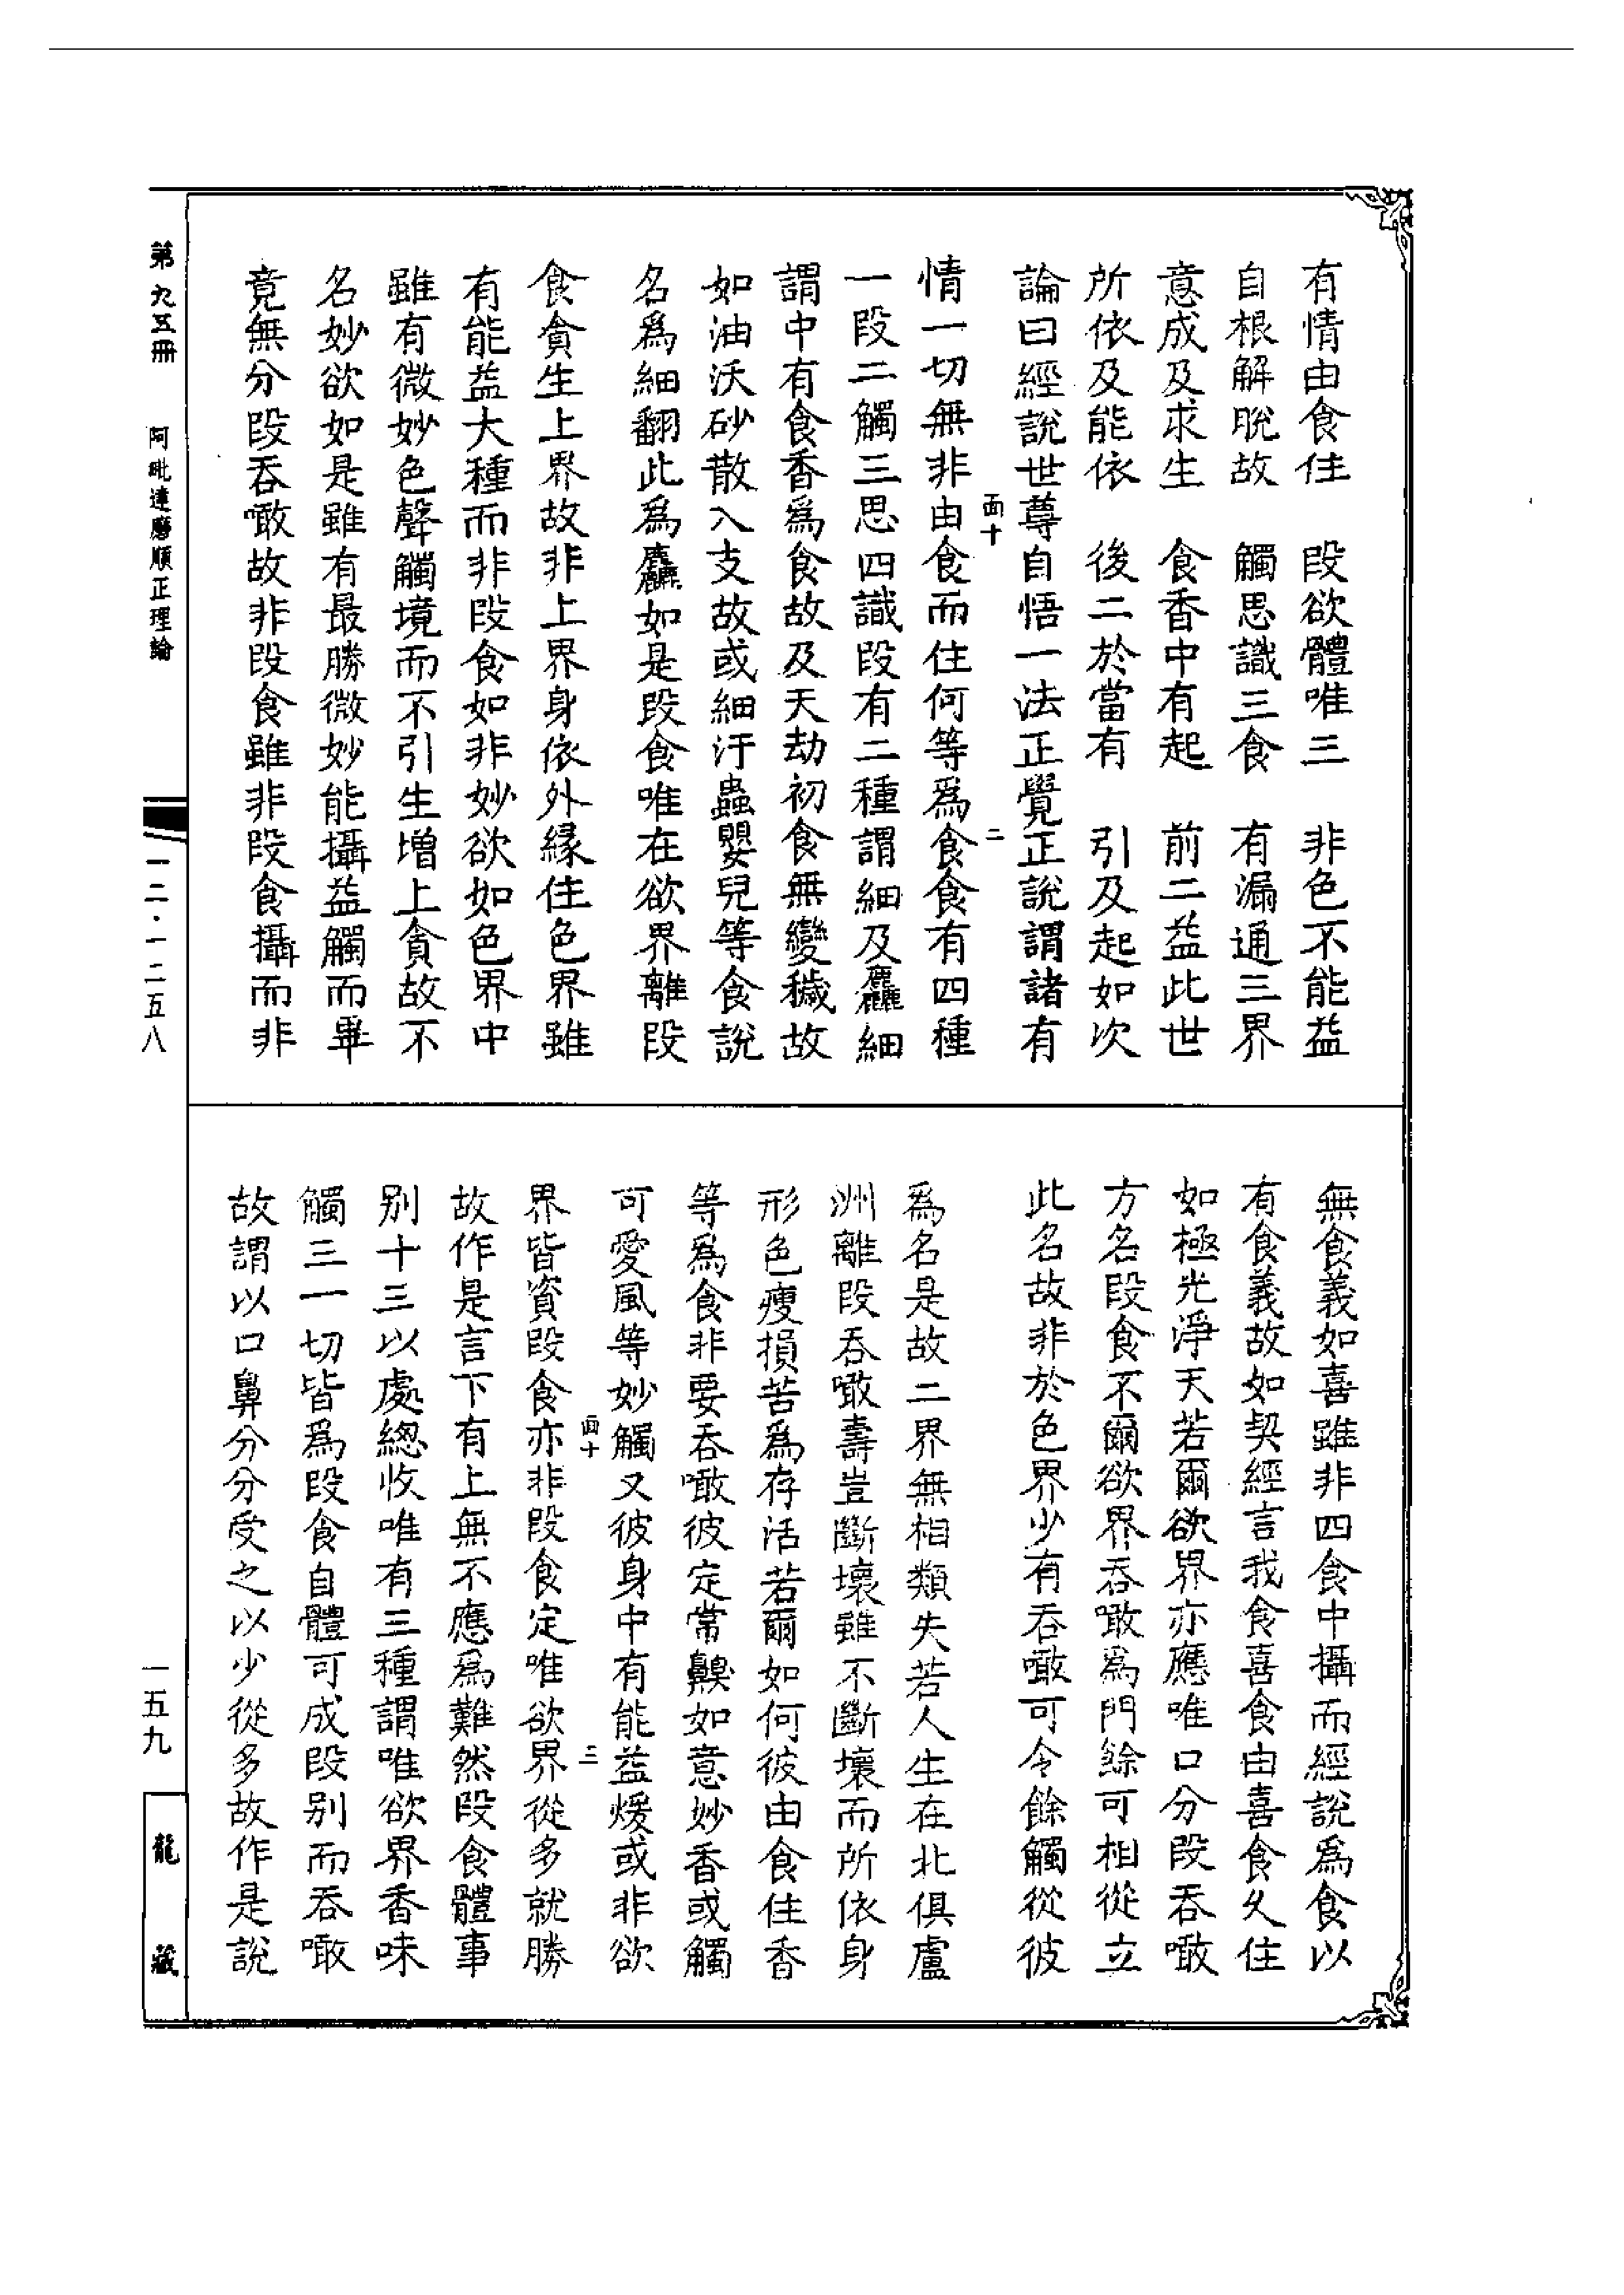 有情由食住　段欲體唯三　非色不能益
自根解脫故　觸思識三食　有漏通三界
意成及求生　食香中有起　前二益此世
所依及能依　後二於當有　引及起如次
論曰經說世尊自悟一法正覺正說謂諸有
面十　二
情一切無非由食而住何等為食食有四種
一段二觸三思四識段有二種謂細及麤細
謂中有食香為食故及天劫初食無變穢故
如油沃砂散入支故或細汙蟲嬰兒等食說
名為細翻此為麤如是段食唯在欲界離段
食貪生上界故非上界身依外緣住色界雖
有能益大種而非段食如非妙欲如色界中
雖有微妙色聲觸境而不引生增上貪故不
名妙欲如是雖有最勝微妙能攝益觸而畢
竟無分段吞噉故非段食雖非段食攝而非
無食義如喜雖非四食中攝而經說為食以
有食義故如契經言我食喜食由喜食久住
如極光淨天若爾欲界亦應唯口分段吞噉
方名段食不爾欲界吞噉為門餘可相從立
此名故非於色界少有吞噉可令餘觸從彼
為名是故二界無相類失若人生在北俱盧
洲離段吞噉壽豈斷壞雖不斷壞而所依身
形色瘦損苦為存活若爾如何彼由食住香
等為食非要吞噉彼定常齅如意妙香或觸
可愛風等妙觸又彼身中有能益煖或非欲
面十　三
界皆資段食亦非段食定唯欲界從多就勝
故作是言下有上無不應為難然段食體事
別十三以處總收唯有三種謂唯欲界香味
觸三一切皆為段食自體可成段別而吞噉
故謂以口鼻分分受之以少從多故作是說
第九五冊　阿毗達磨順正理論　一二·一二五八　一五九　龍藏